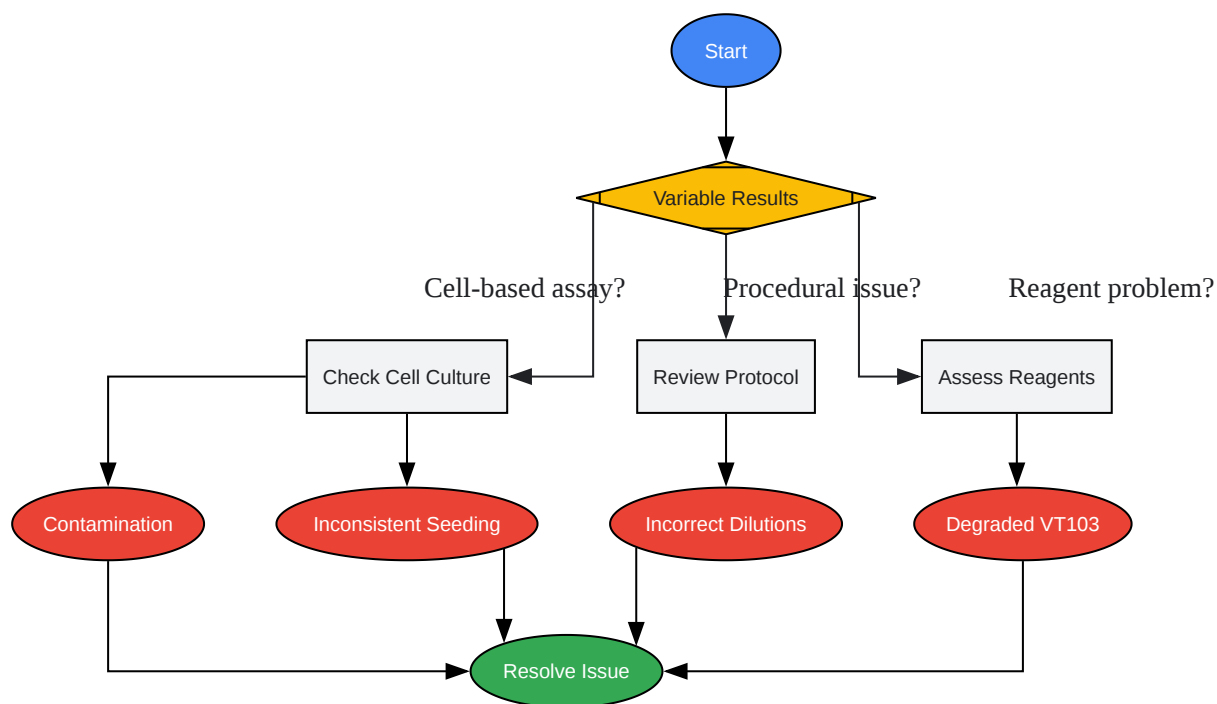 Start
Variable Results
Cell-based assay?
Procedural issue?
Reagent problem?
Check Cell Culture
Review Protocol
Assess Reagents
Contamination
Inconsistent Seeding
Incorrect Dilutions
Degraded VT103
Resolve Issue